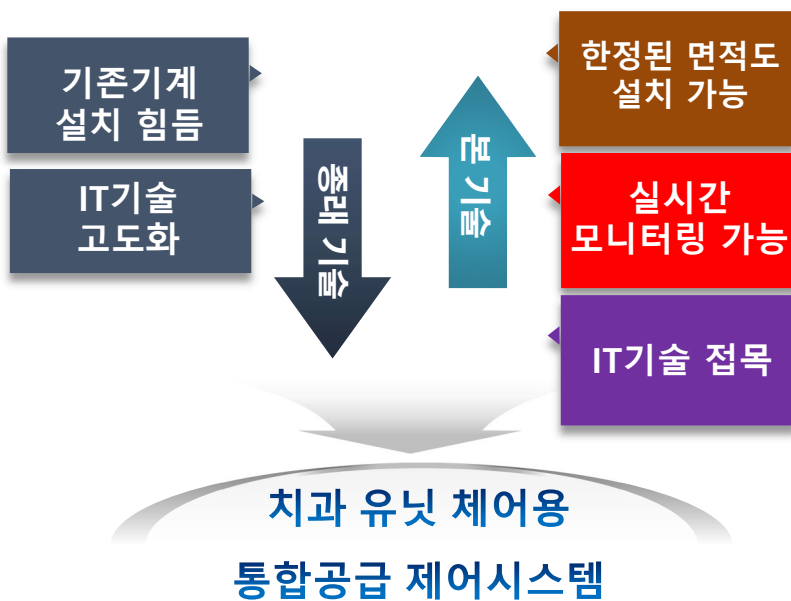 기존기계
설치 힘듬
IT기술
고도화
종래 기술
본 기술
한정된 면적도
설치 가능
실시간
모니터링 가능
IT기술 접목
치과 유닛 체어용
통합공급 제어시스템